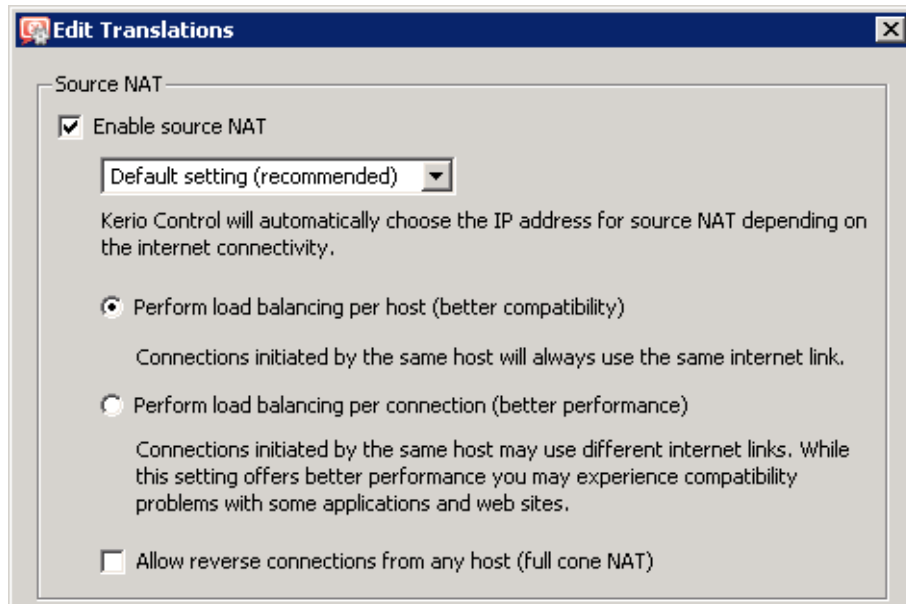 Edit Translations
Source NAT
Enable source NAT
Default setting (recommended)
Kerio Control will automatically choose the IP address for source NAT depending on
the internet connectivity.
Perform load balancing per host (better compatibility)
Connections initiated by the same host will always use the same internet link.
Perform load balancing per connection (better performance)
Connections initiated by the same host may use different internet links. While
this setting offers better performance you may experience compatibility
problems with some applications and web sites.
Allow reverse connections from any host (full cone NAT)